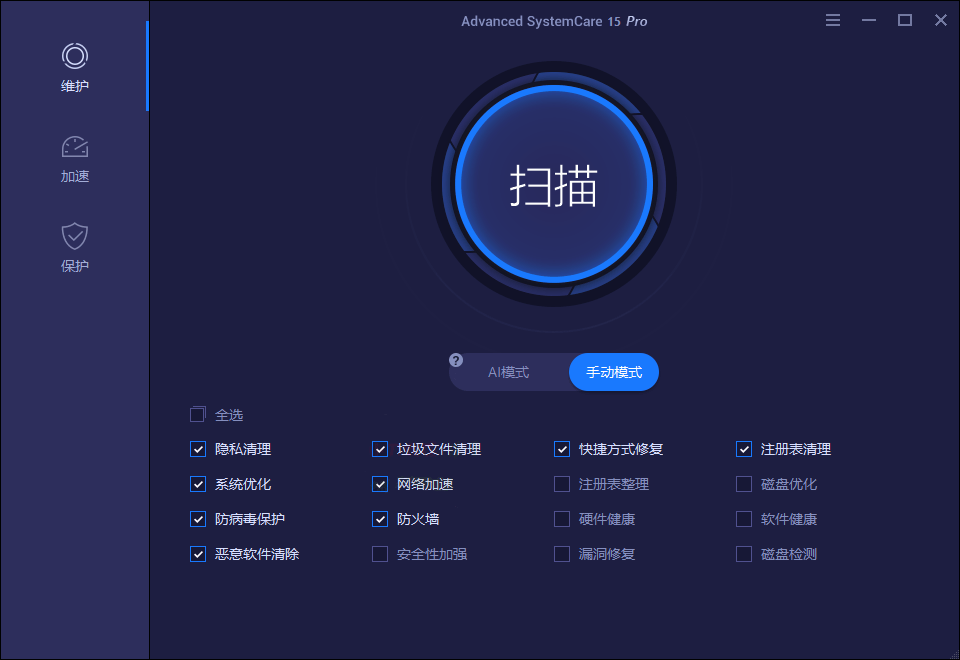 Advanced SystemCare 15 Pro
维护
加速
保护
扫描
?
AI模式 手动模式
全选
隐私清理 垃圾文件清理 快捷方式修复 注册表清理
系统优化 网络加速 注册表整理 磁盘优化
防病毒保护 防火墙 硬件健康 软件健康
恶意软件清除 安全性加强 漏洞修复 磁盘检测